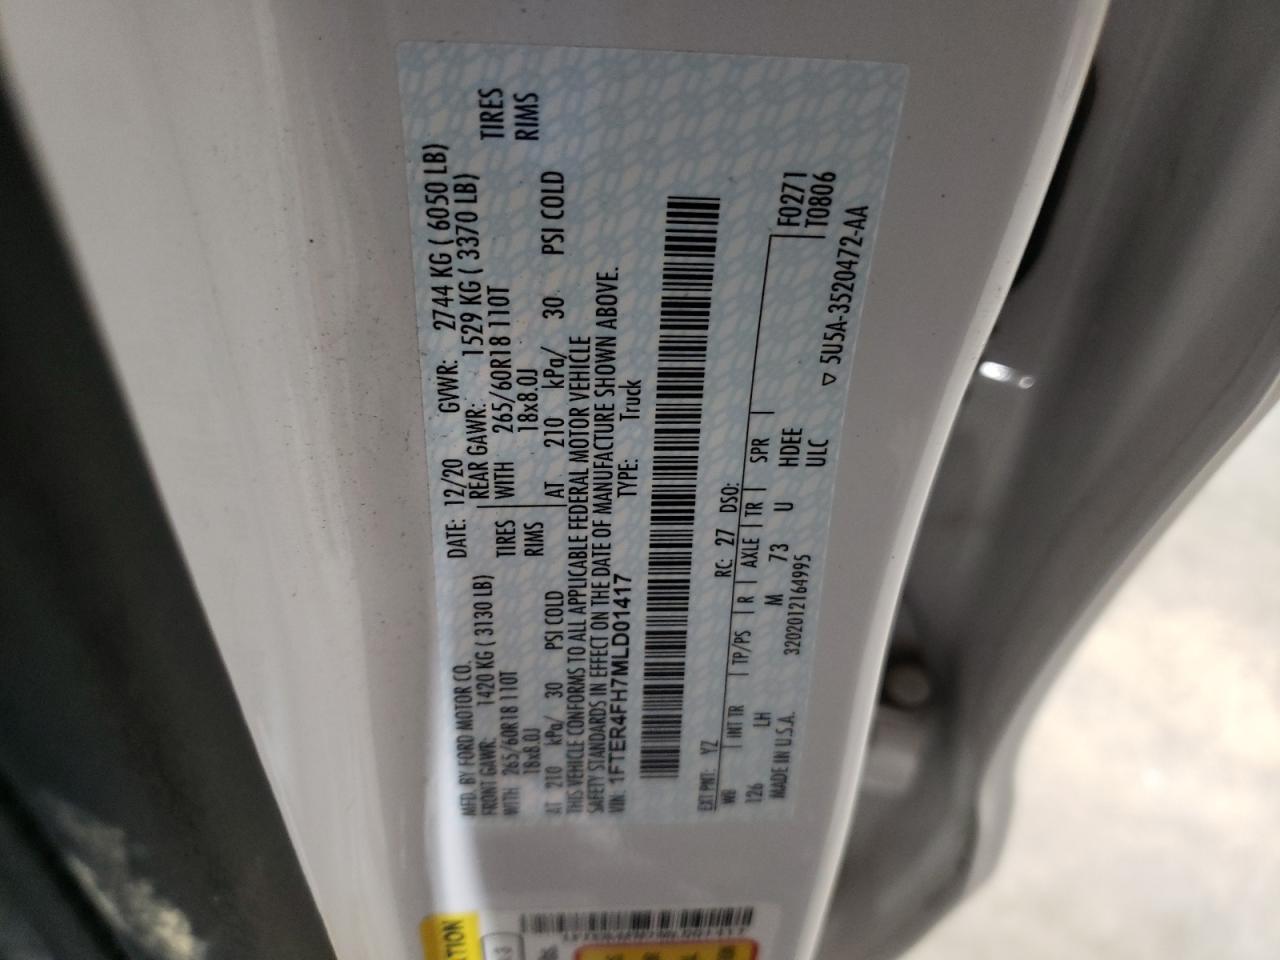 MFD. BY FORD MOTOR CO. DATE: 12/20 GVWR: 2744 KG ( 6050 LB)
FRONT GAWR: 1420 KG ( 3130 LB) REAR GAWR: 1529 KG ( 3370 LB)
WITH 265/60R18 110T TIRES WITH 265/60R18 110T TIRES
18x8.0J RIMS 18x8.0J RIMS
AT 210 kPa/ 30 PSI COLD AT 210 kPa/ 30 PSI COLD
THIS VEHICLE CONFORMS TO ALL APPLICABLE FEDERAL MOTOR VEHICLE
SAFETY STANDARDS IN EFFECT ON THE DATE OF MANUFACTURE SHOWN ABOVE.
VIN: 1FTER4FH7MLD01417 TYPE: Truck
EXT PNT: YZ RC: 27 DSO: F0271
WB INT TR TP/PS R AXLE TR SPR T0806
126 LH M 73 U HDEE
MADE IN U.S.A. 3202012164995 ULC
5U5A-3520472-AA